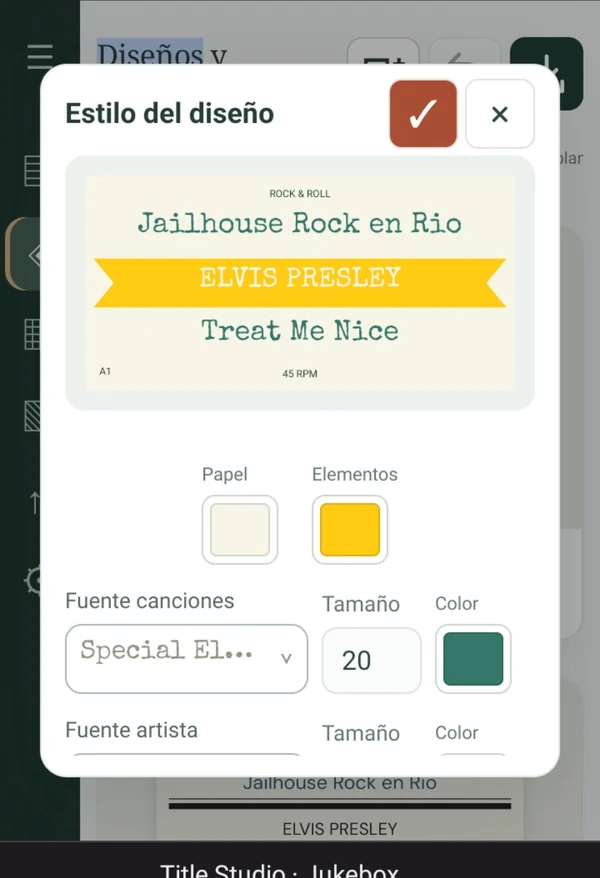 Diseños y
Estilo del diseño
ROCK & ROLL
Jailhouse Rock en Rio
ELVIS PRESLEY
Treat Me Nice
A1
45 RPM
Papel
Elementos
Fuente canciones
Tamaño
Color
Special El...
20
Fuente artista
Tamaño
Color
Jailhouse Rock en Rio
ELVIS PRESLEY
Title Studio · Jukebox